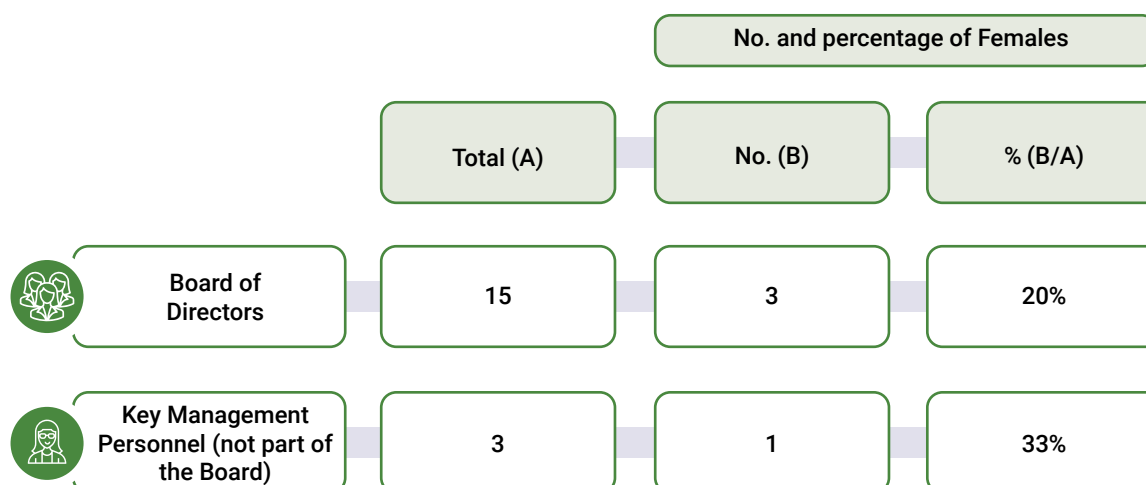 No. and percentage of Females
Total (A)
No. (B)
% (B/A)
Board of
Directors
15
3
20%
Key Management
Personnel (not part of
the Board)
3
1
33%